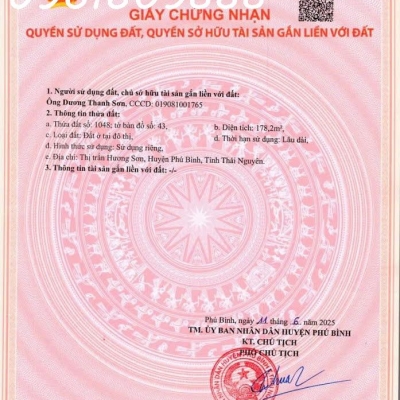 GIẤY CHỨNG NHẬN
QUYỀN SỬ DỤNG ĐẤT, QUYỀN SỞ HỮU TÀI SẢN GẮN LIỀN VỚI ĐẤT
1. Người sử dụng đất, chủ sở hữu tài sản gắn liền với đất:
Ông Dương Thanh Sơn, CCCD: 019081001765
2. Thông tin thửa đất:
a. Thửa đất số: 1048; tờ bản đồ số: 43, b. Diện tích: 178,2m²,
c. Loại đất: Đất ở tại đô thị, d. Thời hạn sử dụng: Lâu dài,
đ. Hình thức sử dụng: Sử dụng riêng,
e. Địa chỉ: Thị trấn Hương Sơn, Huyện Phú Bình, Tỉnh Thái Nguyên.
3. Thông tin tài sản gắn liền với đất: -/-
Phú Bình, ngày 11 tháng 6 năm 2025
TM. ỦY BAN NHÂN DÂN HUYỆN PHÚ BÌNH
KT. CHỦ TỊCH
PHÓ CHỦ TỊCH